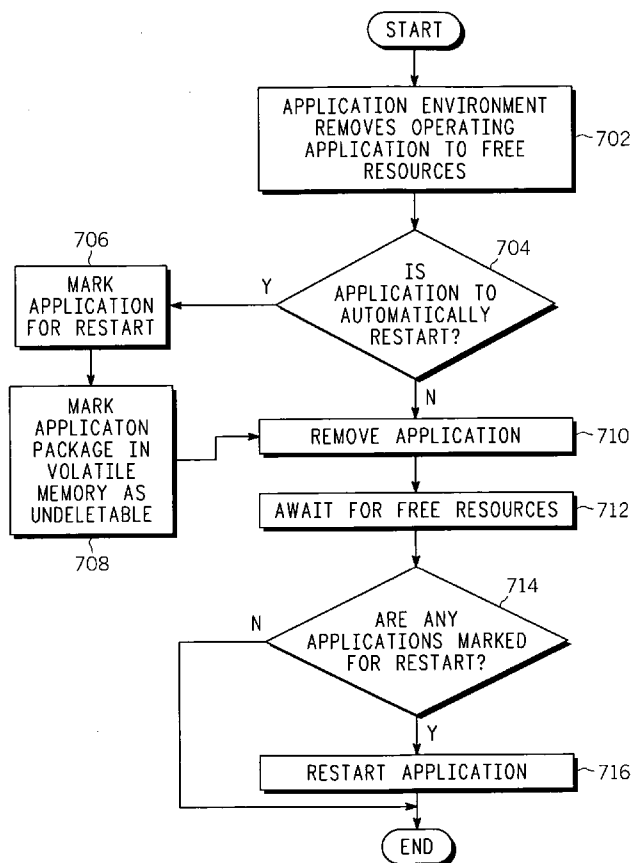 START
APPLICATION ENVIRONMENT
REMOVES OPERATING
APPLICATION TO FREE
RESOURCES
702
704
IS
APPLICATION TO
AUTOMATICALLY
RESTART?
Y
N
706
MARK
APPLICATION
FOR RESTART
MARK
APPLICATON
PACKAGE IN
VOLATILE
MEMORY AS
UNDELETABLE
708
REMOVE APPLICATION
710
AWAIT FOR FREE RESOURCES
712
714
ARE ANY
APPLICATIONS MARKED
FOR RESTART?
N
Y
RESTART APPLICATION
716
END